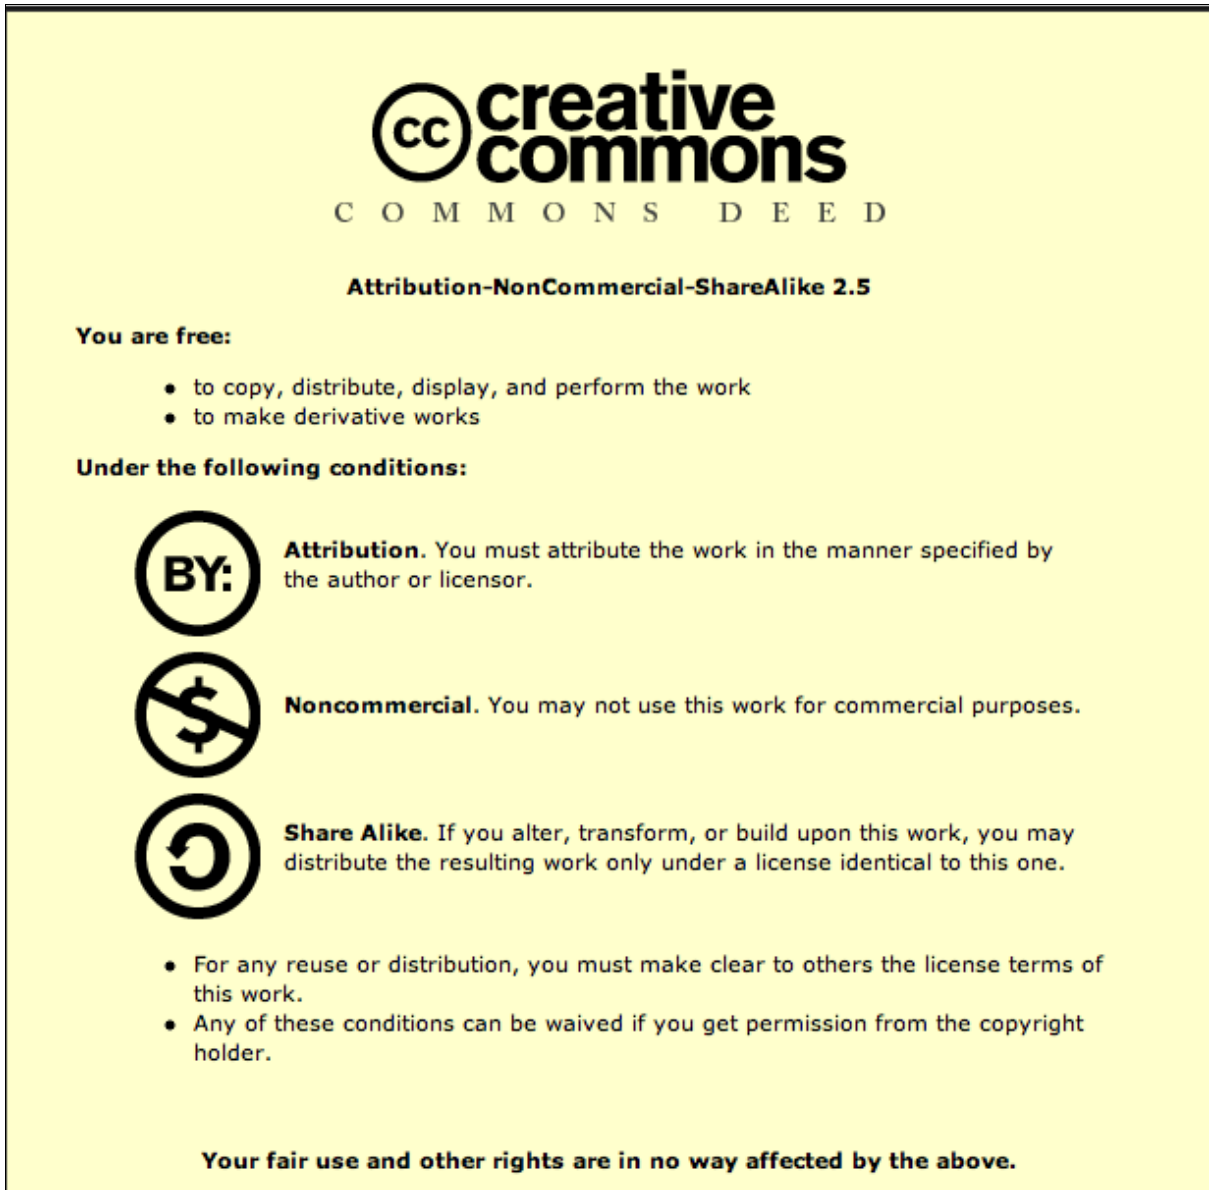 cc creative
commons
COMMONS DEED
Attribution-NonCommercial-ShareAlike 2.5
You are free:
• to copy, distribute, display, and perform the work
• to make derivative works
Under the following conditions:
BY:
Attribution. You must attribute the work in the manner specified by
the author or licensor.
$
Noncommercial. You may not use this work for commercial purposes.
Share Alike. If you alter, transform, or build upon this work, you may
distribute the resulting work only under a license identical to this one.
• For any reuse or distribution, you must make clear to others the license terms of
this work.
• Any of these conditions can be waived if you get permission from the copyright
holder.
Your fair use and other rights are in no way affected by the above.